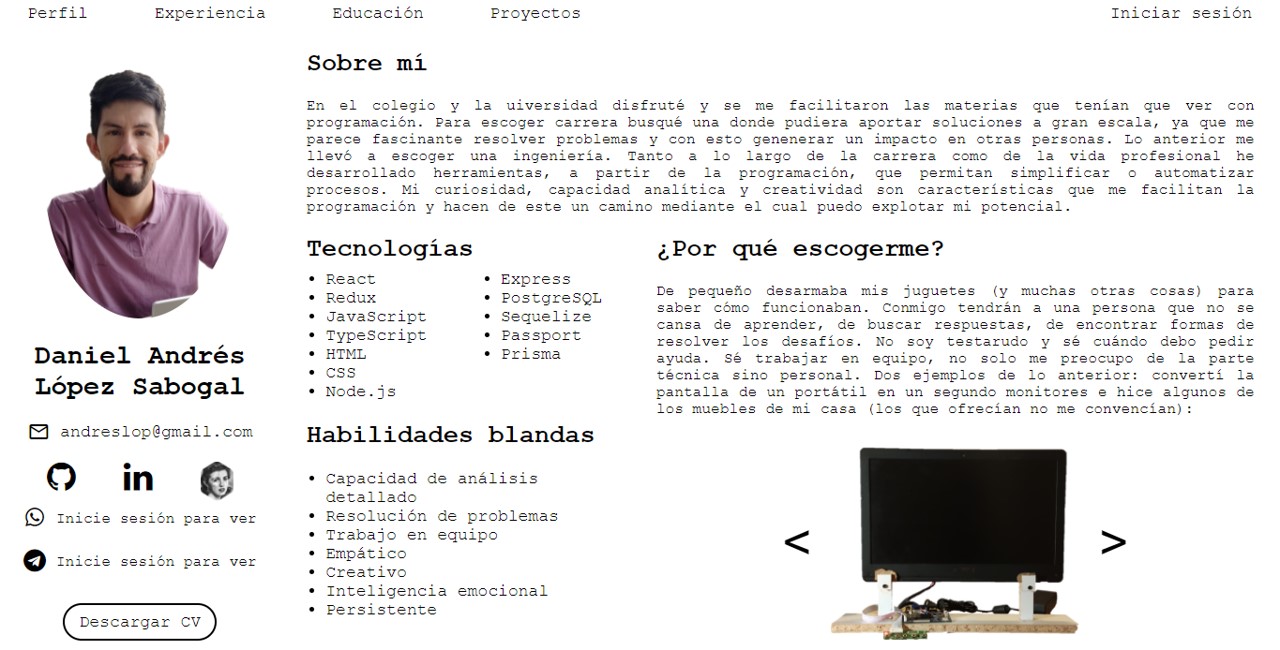 Perfil Experiencia Educación Proyectos Iniciar sesión
Daniel Andrés
López Sabogal
andreslop@gmail.com
in
Inicie sesión para ver
Inicie sesión para ver
Descargar CV
Sobre mí
En el colegio y la uiversidad disfruté y se me facilitaron las materias que tenían que ver con
programación. Para escoger carrera busqué una donde pudiera aportar soluciones a gran escala, ya que me
parece fascinante resolver problemas y con esto genenerar un impacto en otras personas. Lo anterior me
llevó a escoger una ingeniería. Tanto a lo largo de la carrera como de la vida profesional he
desarrollado herramientas, a partir de la programación, que permitan simplificar o automatizar
procesos. Mi curiosidad, capacidad analítica y creatividad son características que me facilitan la
programación y hacen de este un camino mediante el cual puedo explotar mi potencial.
Tecnologías
• React
• Redux
• JavaScript
• TypeScript
• HTML
• CSS
• Node.js
• Express
• PostgreSQL
• Sequelize
• Passport
• Prisma
Habilidades blandas
• Capacidad de análisis
detallado
• Resolución de problemas
• Trabajo en equipo
• Empático
• Creativo
• Inteligencia emocional
• Persistente
¿Por qué escogerme?
De pequeño desarmaba mis juguetes (y muchas otras cosas) para
saber cómo funcionaban. Conmigo tendrán a una persona que no se
cansa de aprender, de buscar respuestas, de encontrar formas de
resolver los desafíos. No soy testarudo y sé cuándo debo pedir
ayuda. Sé trabajar en equipo, no solo me preocupo de la parte
técnica sino personal. Dos ejemplos de lo anterior: convertí la
pantalla de un portátil en un segundo monitores e hice algunos de
los muebles de mi casa (los que ofrecían no me convencían):
< >